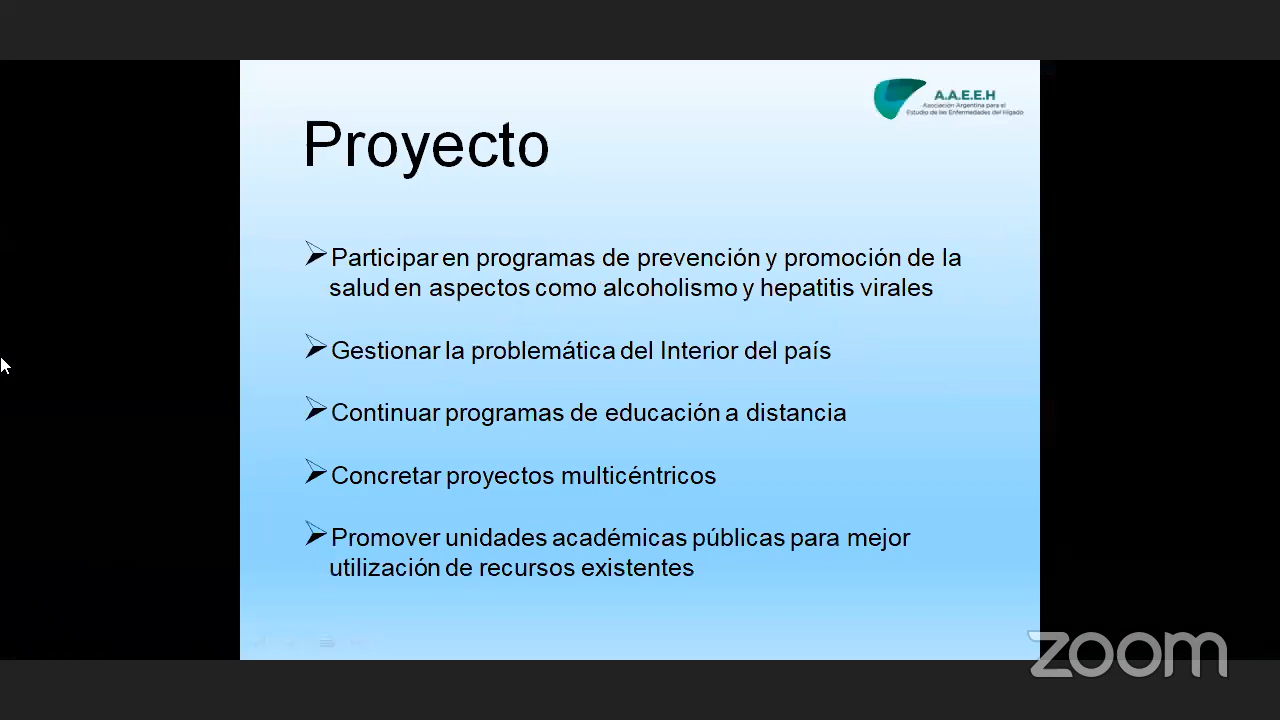 A.A.E.E.H
Asociación Argentina para el
Estudio de las Enfermedades del Hígado
Proyecto
Participar en programas de prevención y promoción de la
salud en aspectos como alcoholismo y hepatitis virales
Gestionar la problemática del Interior del país
Continuar programas de educación a distancia
Concretar proyectos multicéntricos
Promover unidades académicas públicas para mejor
utilización de recursos existentes
zoom